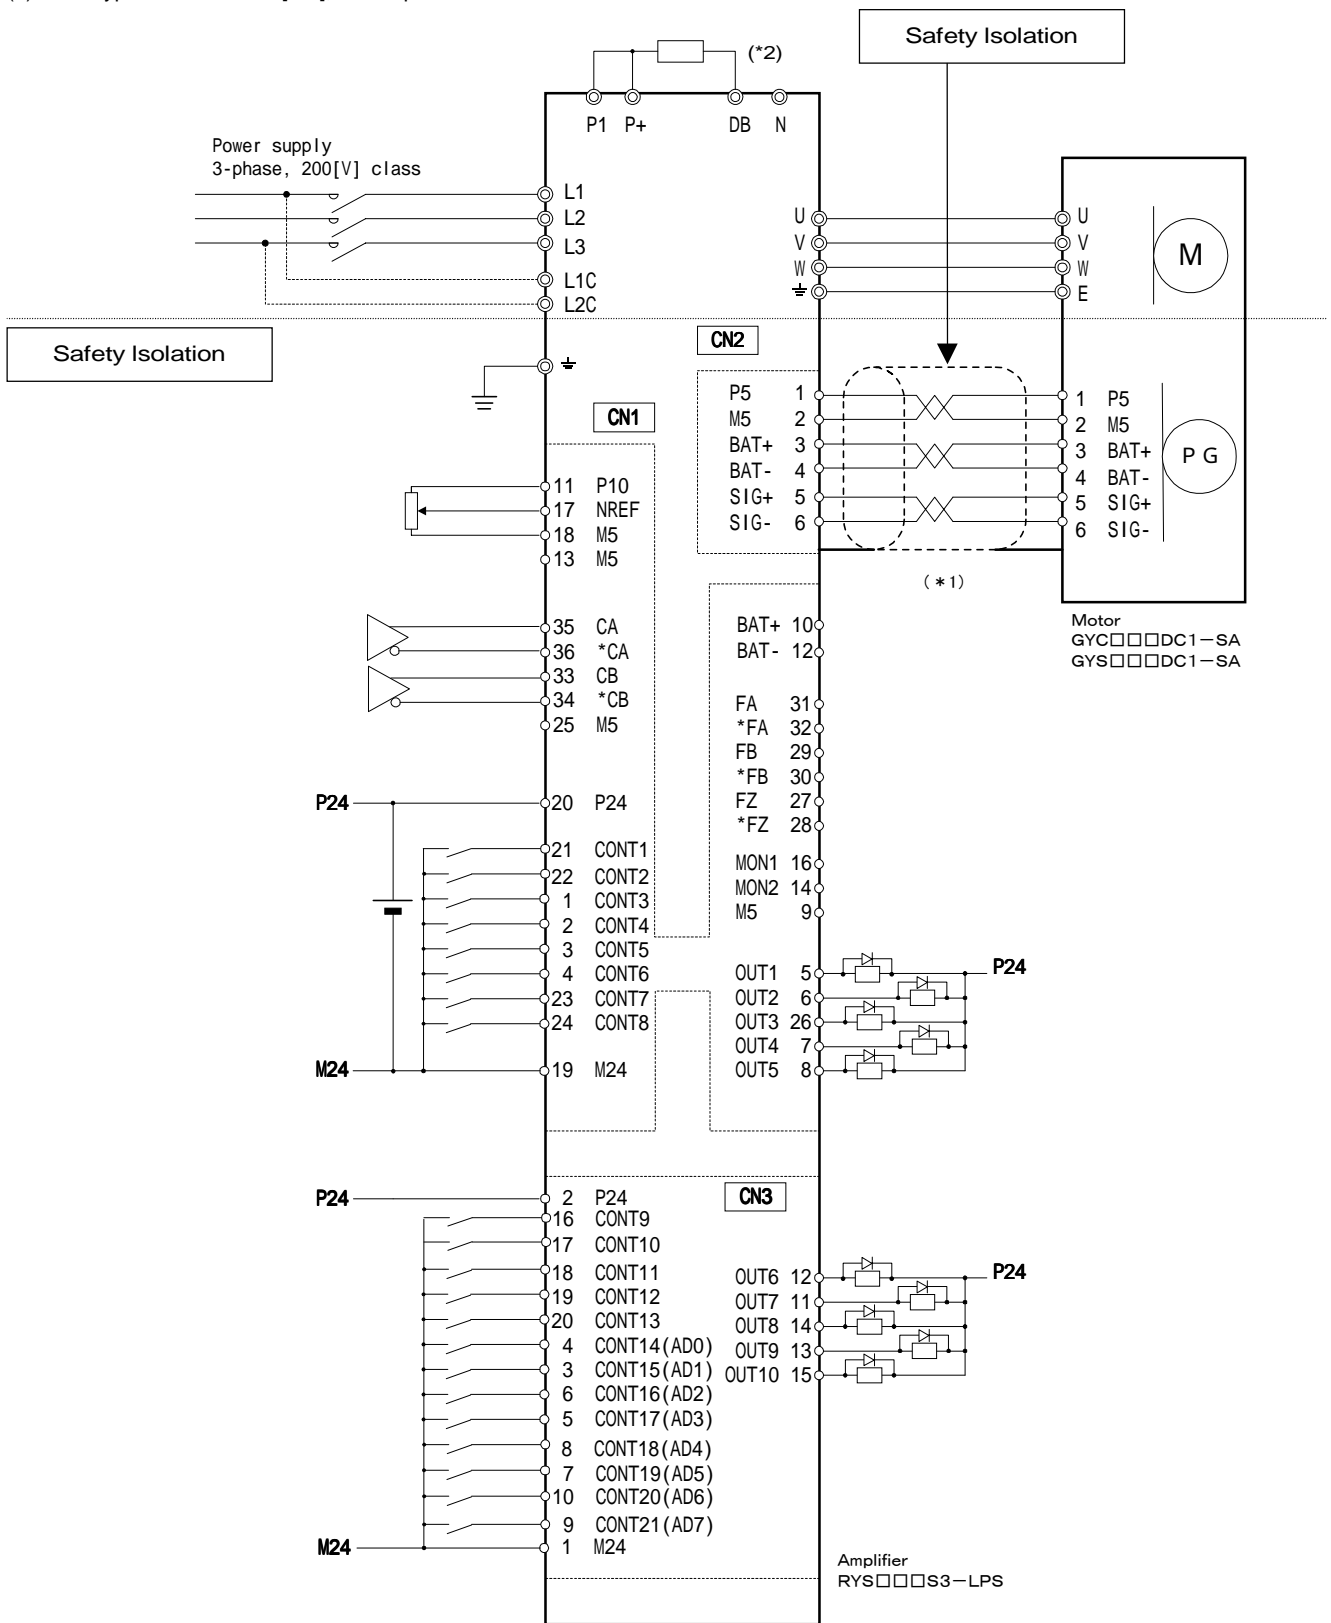 Safety Isolation
(*2)
P1 P+ DB N
Power supply
3-phase, 200[V] class
L1
L2
L3
L1C
L2C
U
V
W
U
V
W
E
M
Safety Isolation
CN2
P5 1
M5 2
BAT+ 3
BAT- 4
SIG+ 5
SIG- 6
1 P5
2 M5
3 BAT+
4 BAT-
5 SIG+
6 SIG-
PG
(*1)
Motor
GYC□□□DC1-SA
GYS□□□DC1-SA
CN1
11 P10
17 NREF
18 M5
13 M5
35 CA
36 *CA
33 CB
34 *CB
25 M5
P24
20 P24
21 CONT1
22 CONT2
1 CONT3
2 CONT4
3 CONT5
4 CONT6
23 CONT7
24 CONT8
M24
19 M24
BAT+ 10
BAT- 12
FA 31
*FA 32
FB 29
*FB 30
FZ 27
*FZ 28
MON1 16
MON2 14
M5 9
OUT1 5
OUT2 6
OUT3 26
OUT4 7
OUT5 8
P24
CN3
P24
2 P24
16 CONT9
17 CONT10
18 CONT11
19 CONT12
20 CONT13
4 CONT14(AD0)
3 CONT15(AD1)
6 CONT16(AD2)
5 CONT17(AD3)
8 CONT18(AD4)
7 CONT19(AD5)
10 CONT20(AD6)
9 CONT21(AD7)
M24
1 M24
OUT6 12
OUT7 11
OUT8 14
OUT9 13
OUT10 15
P24
Amplifier
RYS□□□S3-LPS